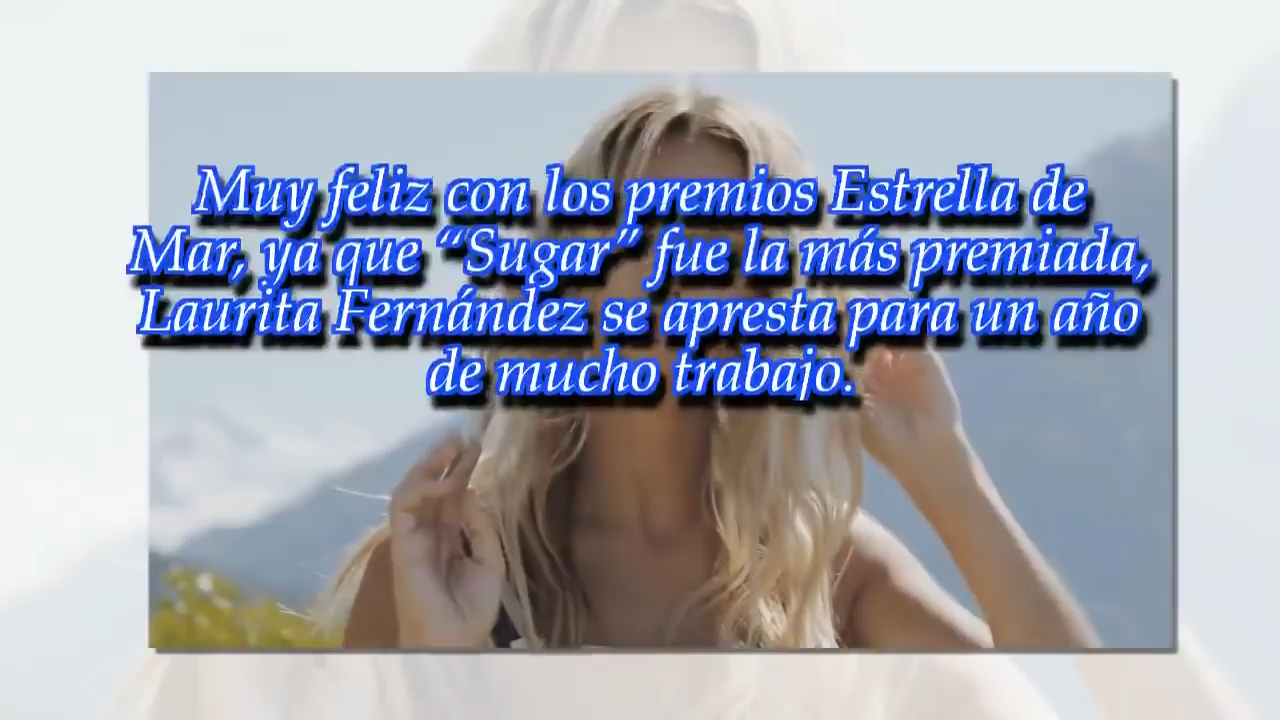 Muy feliz con los premios Estrella de
Mar, ya que “Sugar” fue la más premiada,
Laurita Fernández se apresta para un año
de mucho trabajo.